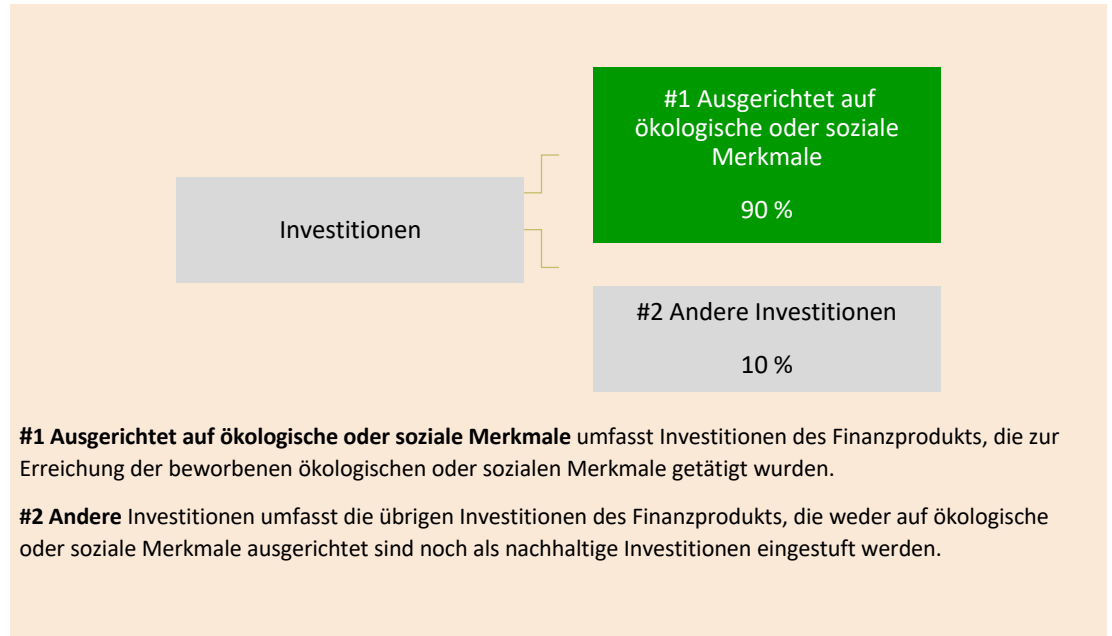 #1 Ausgerichtet auf
ökologische oder soziale
Merkmale
90 %
Investitionen
#2 Andere Investitionen
10 %
#1 Ausgerichtet auf ökologische oder soziale Merkmale umfasst Investitionen des Finanzprodukts, die zur
Erreichung der beworbenen ökologischen oder sozialen Merkmale getätigt wurden.
#2 Andere Investitionen umfasst die übrigen Investitionen des Finanzprodukts, die weder auf ökologische
oder soziale Merkmale ausgerichtet sind noch als nachhaltige Investitionen eingestuft werden.